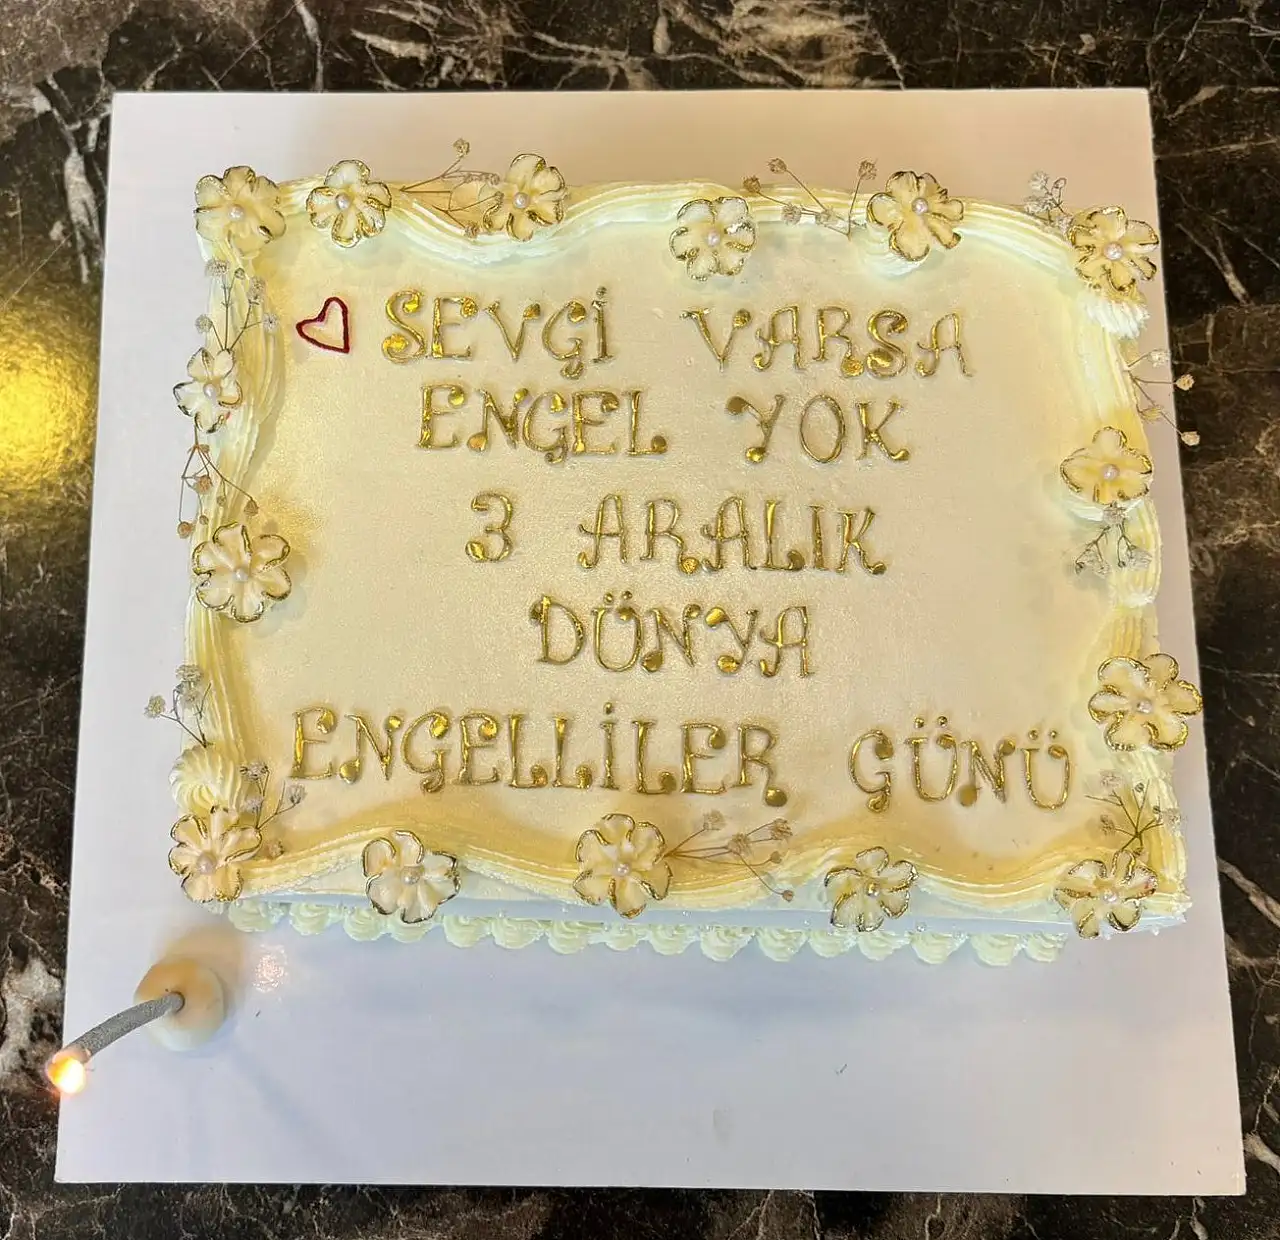 SEVGİ VARSA
ENGEL YOK
3 ARALIK
DÜNYA
ENGELLİLER GÜNÜ